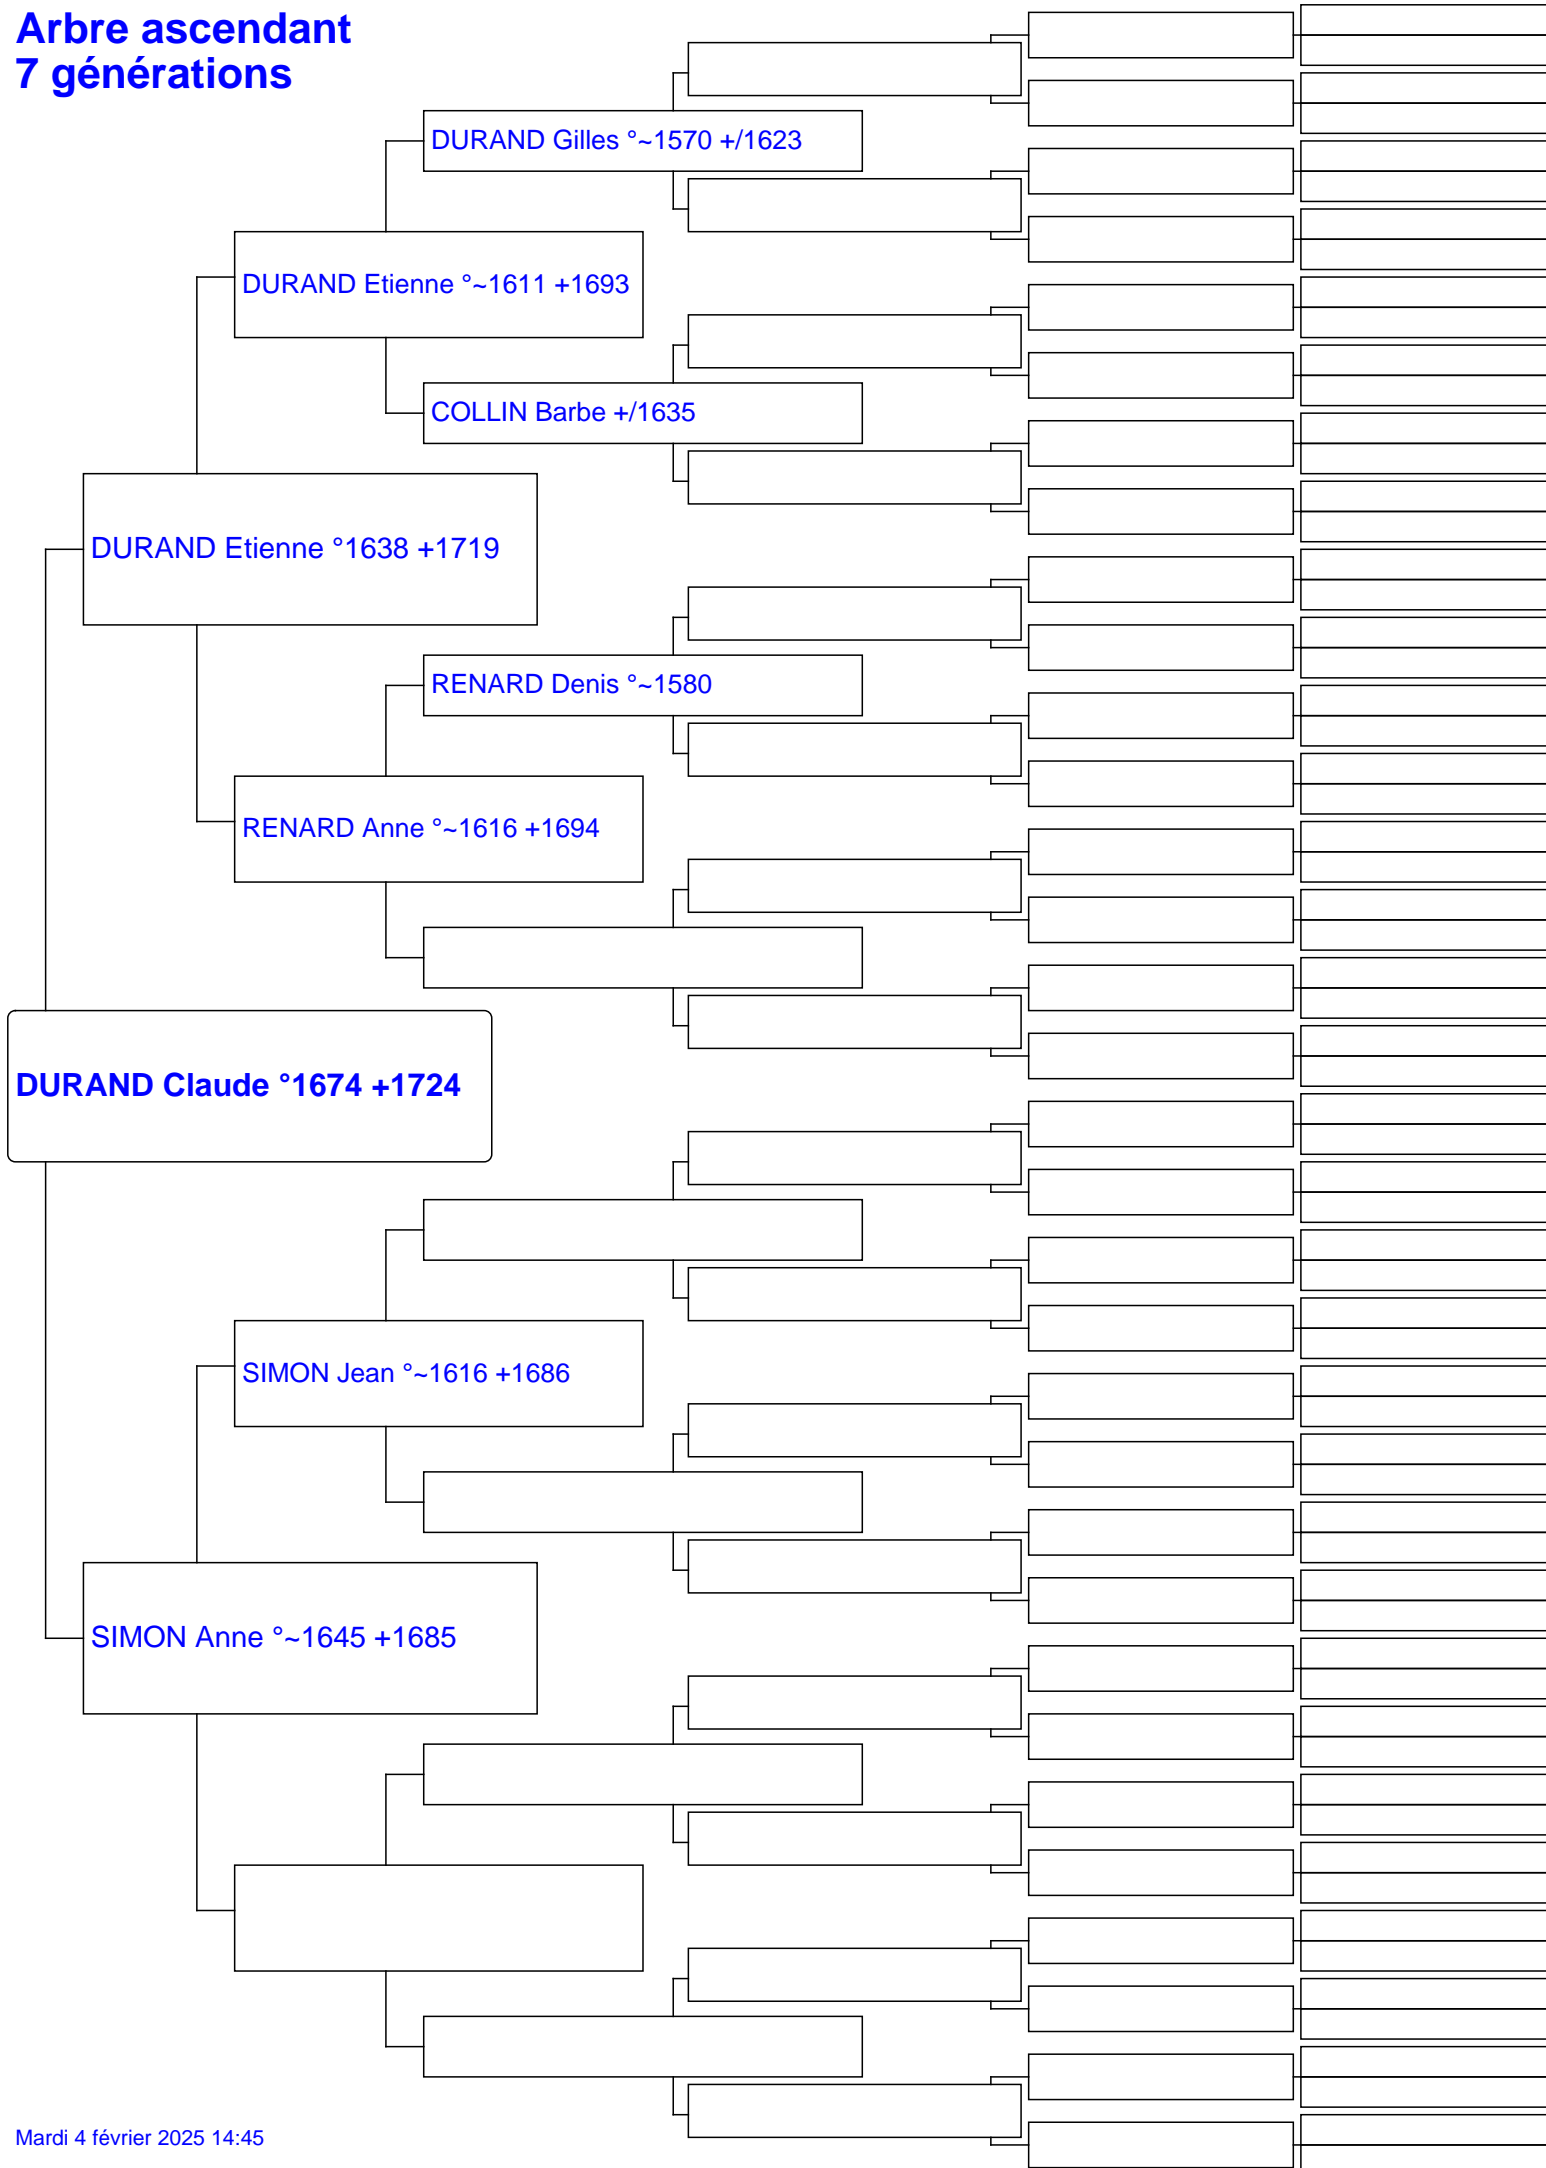 Arbre ascendant
7 générations
DURAND Gilles °~1570 +/1623
DURAND Etienne °~1611 +1693
COLLIN Barbe +/1635
DURAND Etienne °1638 +1719
RENARD Denis °~1580
RENARD Anne °~1616 +1694
DURAND Claude °1674 +1724
SIMON Jean °~1616 +1686
SIMON Anne °~1645 +1685
Mardi 4 février 2025 14:45